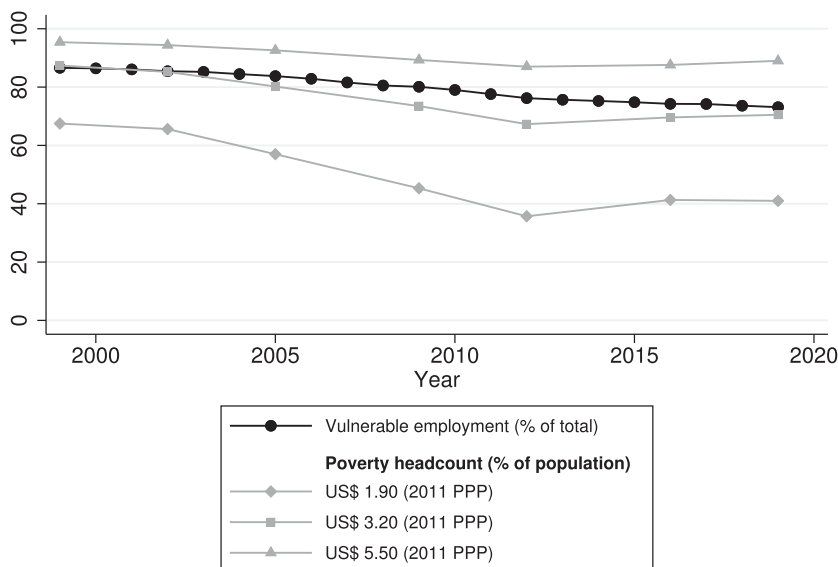 100
80
60
40
20
0
2000 2005 2010 2015 2020
Year
Vulnerable employment (% of total)
Poverty headcount (% of population)
US$ 1.90 (2011 PPP)
US$ 3.20 (2011 PPP)
US$ 5.50 (2011 PPP)